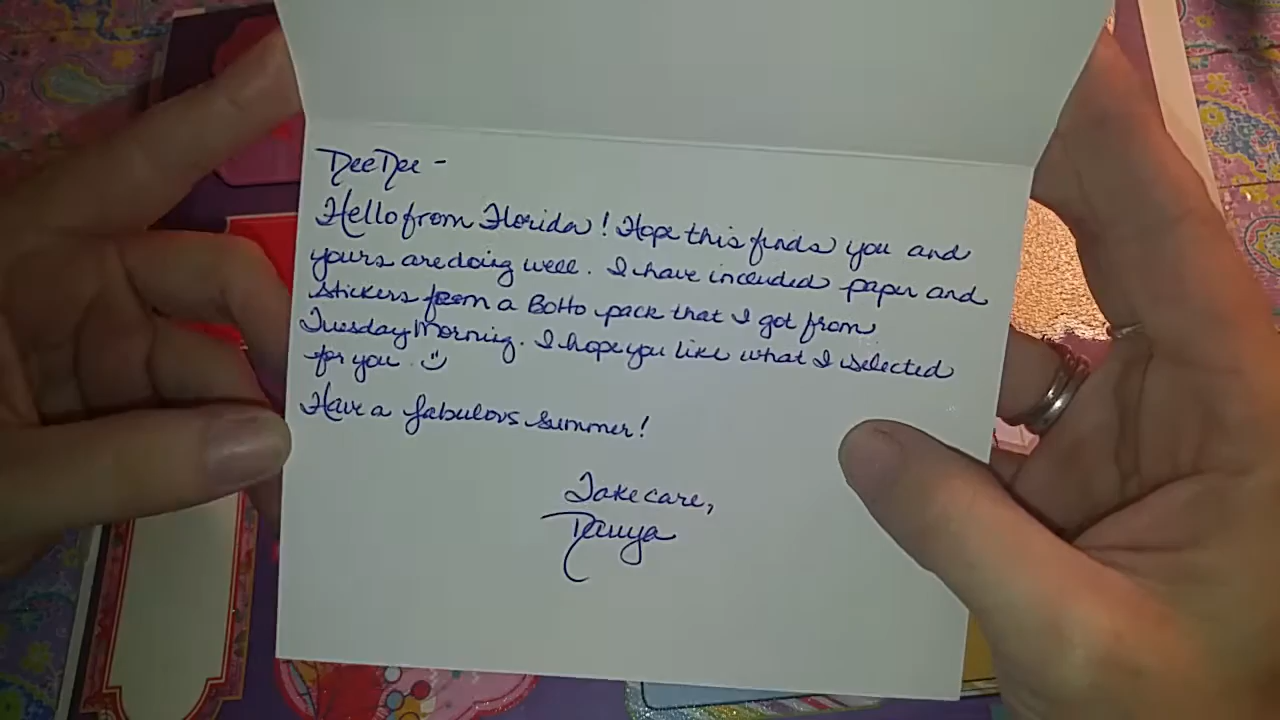 DeeDee -
Hello from Florida! Hope this finds you and
yours are doing well. I have included paper and
stickers from a BoHo pack that I got from
Tuesday Morning. I hope you like what I selected
for you. :)
Have a fabulous summer!
Take care,